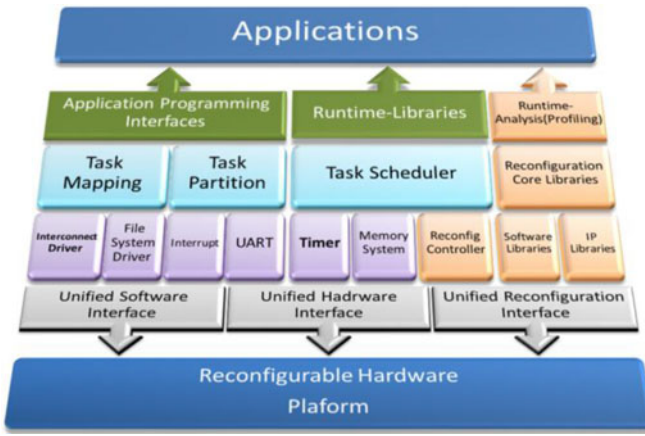 Applications
Application Programming
Interfaces
Runtime-Libraries
Runtime-
Analysis(Profiling)
Task
Mapping
Task
Partition
Task Scheduler
Reconfiguration
Core Libraries
Interconnect
Driver
File
System
Driver
Interrupt
UART
Timer
Memory
System
Reconfig
Controller
Software
Libraries
IP
Libraries
Unified Software
Interface
Unified Hadrware
Interface
Unified Reconfiguration
Interface
Reconfigurable Hardware
Plaform